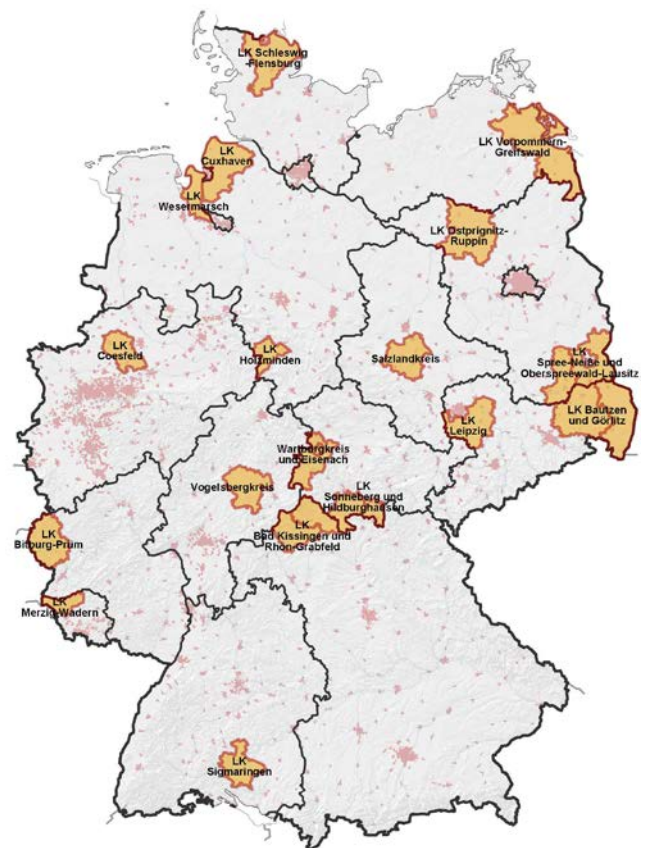 LK Schleswig
-Flensburg
LK
Cuxhaven
LK
Wesermarsch
LK Vorpommern-
Greifswald
LK Ostprignitz-
Ruppin
LK
Coesfeld
LK
Holzminden
Salzlandkreis
LK
Spree-Neiße und
Oberspreewald-Lausitz
LK
Leipzig
LK Bautzen
und Görlitz
Wartburgkreis
und Eisenach
Vogelsbergkreis
LK
Sonneberg und
Hildburghausen
LK
Bad Kissingen und
Rhön-Grabfeld
LK
Bitburg-Prüm
LK
Merzig-Wadern
LK
Sigmaringen